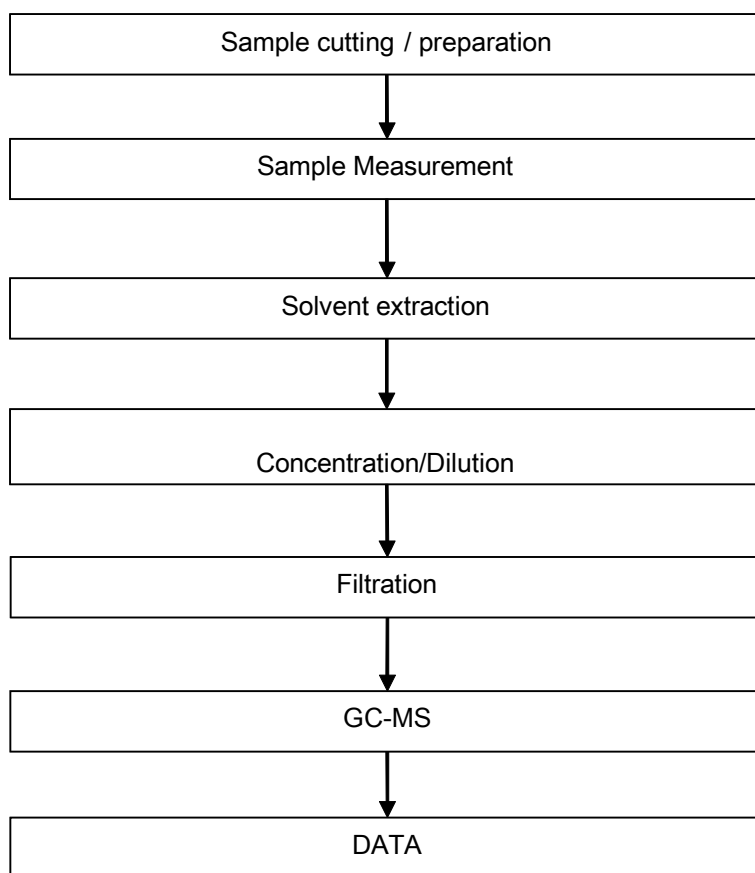 Sample cutting / preparation
Sample Measurement
Solvent extraction
Concentration/Dilution
Filtration
GC-MS
DATA